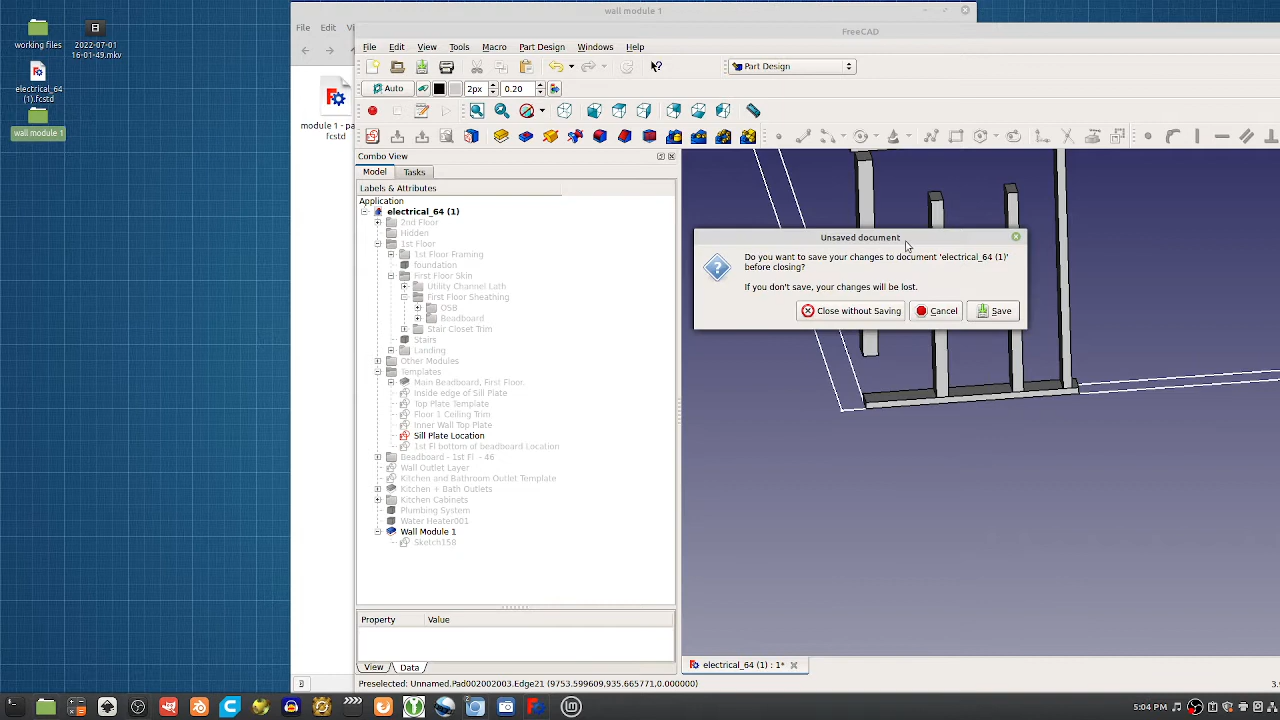 working files
2022-07-01
16-01-49.mkv
electrical_64
(1).fcstd
wall module 1
wall module 1
File Edit
module 1 - pa
fcstd
FreeCAD
File Edit View Tools Macro Part Design Windows Help
Part Design
Auto 2px 0.20
Combo View
Model Tasks
Labels & Attributes
Application
electrical_64 (1)
2nd Floor
Hidden
1st Floor
1st Floor Framing
foundation
First Floor Skin
Utility Channel Lath
First Floor Sheathing
OSB
Beadboard
Stair Closet Trim
Stairs
Landing
Other Modules
Templates
Main Beadboard, First Floor.
Inside edge of Sill Plate
Top Plate Template
Floor 1 Ceiling Trim
Inner Wall Top Plate
Sill Plate Location
1st Fl bottom of beadboard Location
Beadboard - 1st Fl - 46
Wall Outlet Layer
Kitchen and Bathroom Outlet Template
Kitchen + Bath Outlets
Kitchen Cabinets
Plumbing System
Water Heater001
Wall Module 1
Sketch158
Property Value
View Data
Unsaved document
Do you want to save your changes to document 'electrical_64 (1)'
before closing?
If you don't save, your changes will be lost.
Close without Saving Cancel Save
electrical_64 (1) : 1*
Preselected: Unnamed.Pad002002003.Edge21 (9753.599609,935.665771,0.000000)
5:04 PM